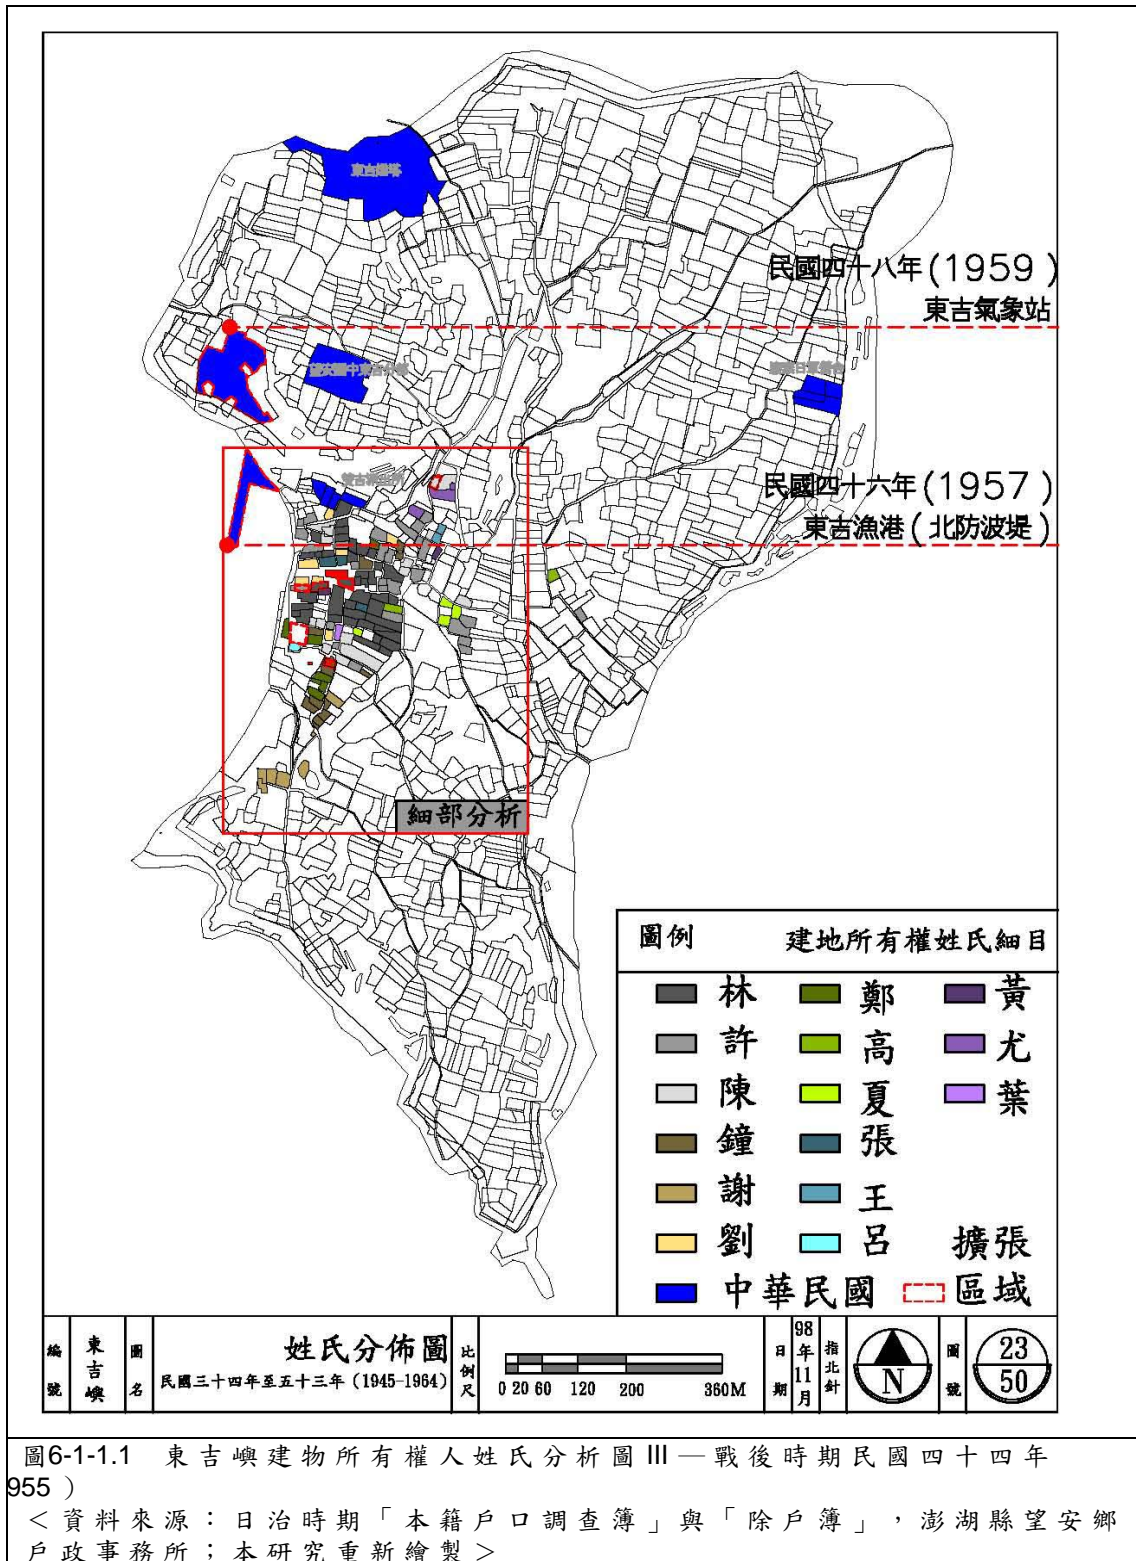 東吉燈塔
民國四十八年(1959)
東吉氣象站
望安國中東吉分校
民國四十六年(1957)
東吉漁港(北防波堤)
細部分析
圖例 建地所有權姓氏細目
林 鄭 黃
許 高 尤
陳 夏 葉
鐘 張
謝 王
劉 呂 擴張
中華民國 區域
編號 東吉嶼 圖名 姓氏分佈圖
民國三十四年至五十三年(1945-1964)
比例尺 0 20 60 120 200 360M
日期 98年11月 指北針 N 圖號 23 50
圖6-1-1.1 東吉嶼建物所有權人姓氏分析圖III—戰後時期民國四十四年
955)
<資料來源:日治時期「本籍戶口調查簿」與「除戶簿」,澎湖縣望安鄉
戶政事務所;本研究重新繪製>